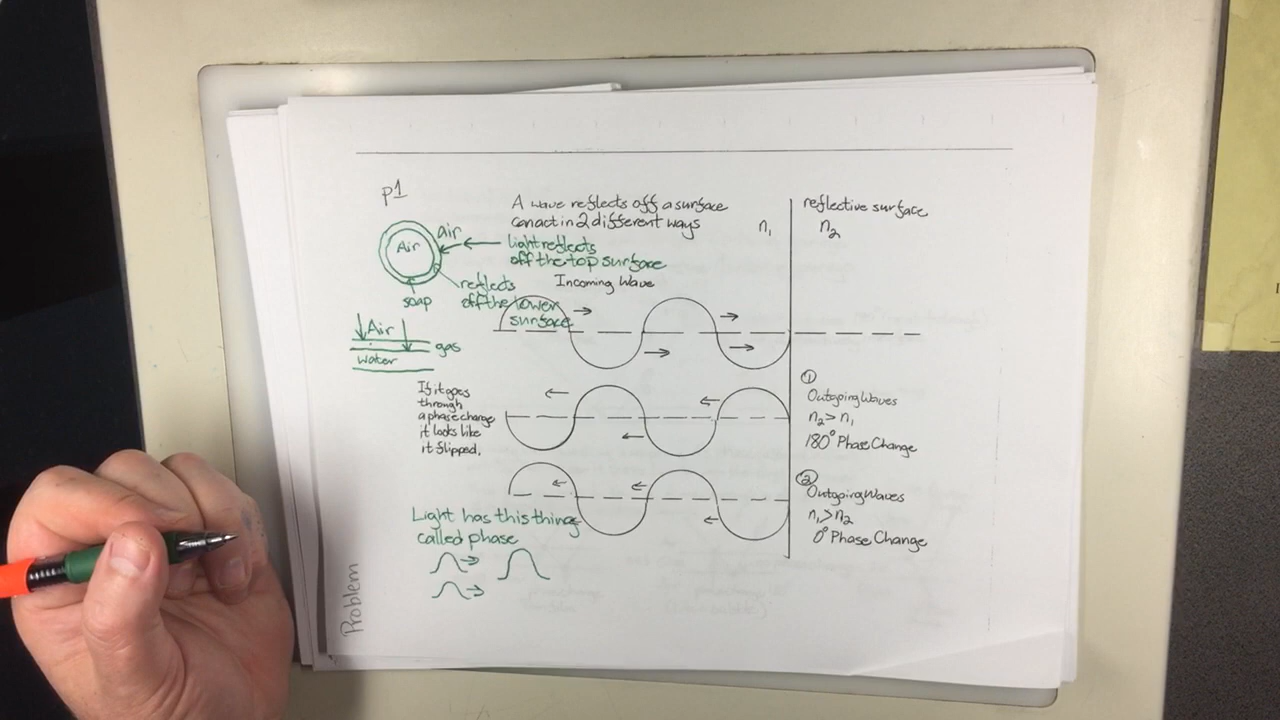 p1
A wave reflects off a surface
can act in 2 different ways
n1
reflective surface
n2
Air
air
light reflects
off the top surface
reflects
off the lower
surface
soap
Incoming Wave
Air
gas
water
If it goes
through
a phase change
it looks like
it flipped.
①
Outgoing Waves
n2 > n1
180° Phase Change
②
Outgoing Waves
n1 > n2
0° Phase Change
Light has this thing
called phase
Problem